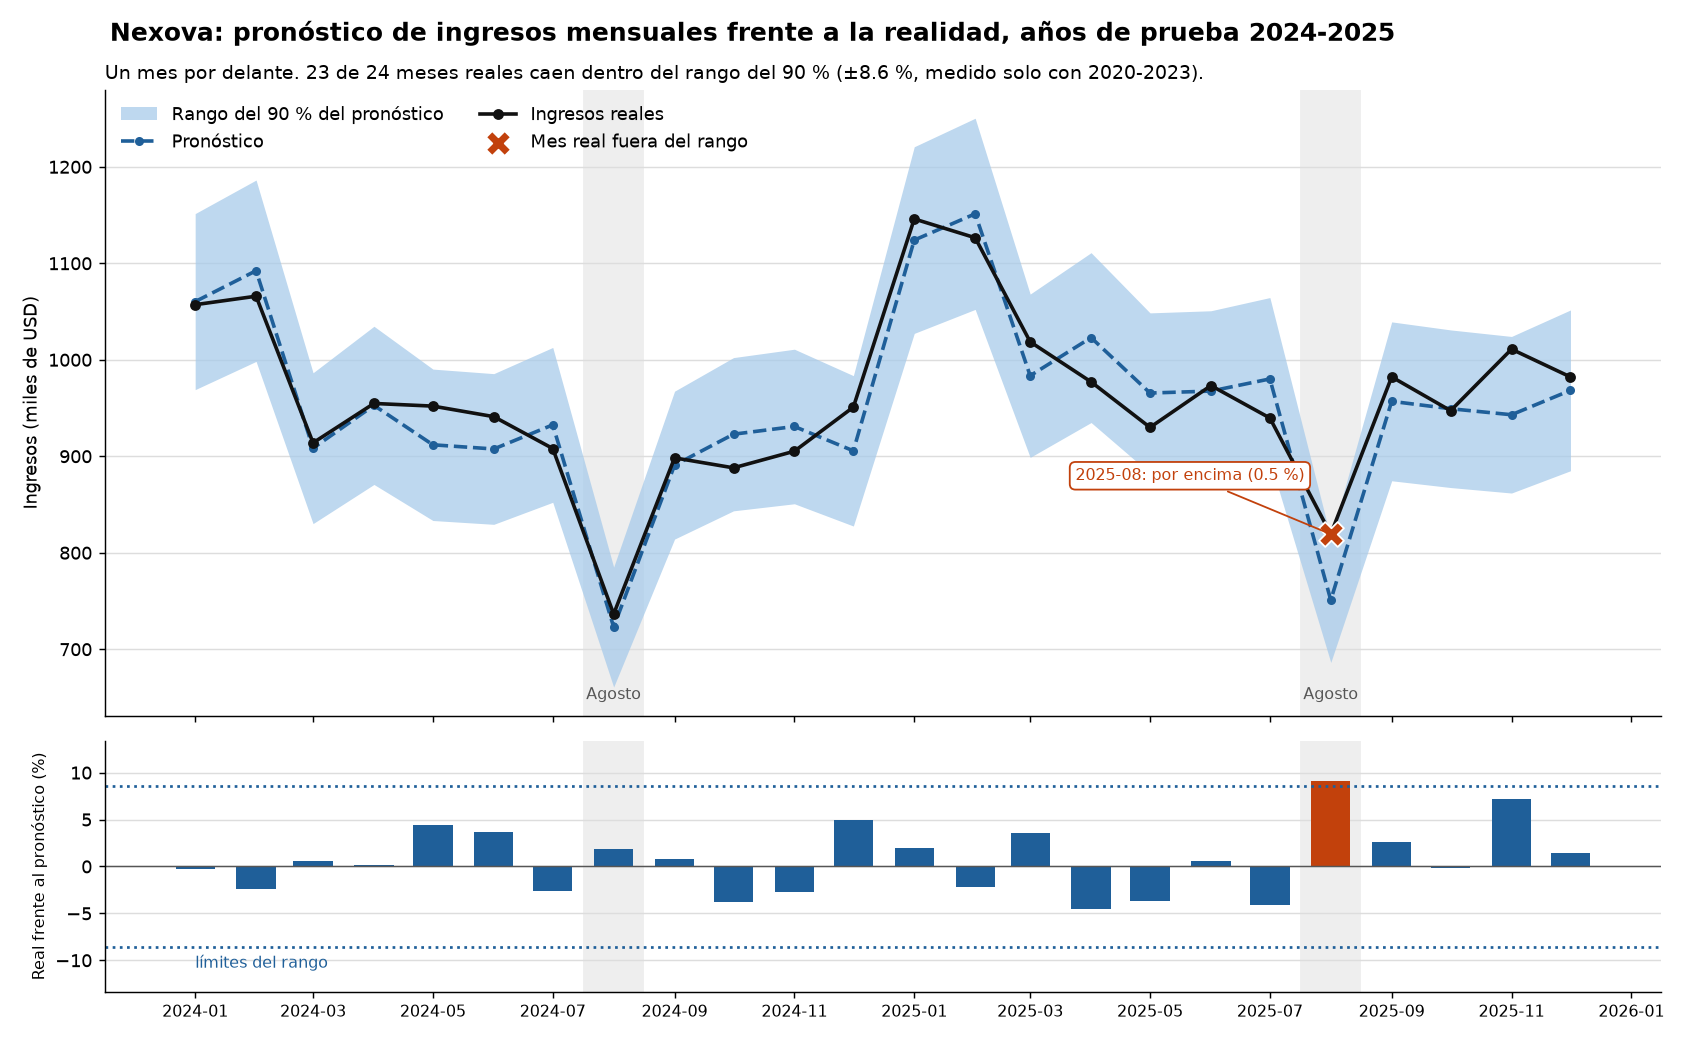 Nexova: pronóstico de ingresos mensuales frente a la realidad, años de prueba 2024-2025
Un mes por delante. 23 de 24 meses reales caen dentro del rango del 90 % (±8.6 %, medido solo con 2020-2023).
Rango del 90 % del pronóstico
Pronóstico
Ingresos reales
Mes real fuera del rango
Ingresos (miles de USD)
1200
1100
1000
900
800
700
2025-08: por encima (0.5 %)
Agosto
Agosto
Real frente al pronóstico (%)
10
5
0
−5
−10
límites del rango
2024-01
2024-03
2024-05
2024-07
2024-09
2024-11
2025-01
2025-03
2025-05
2025-07
2025-09
2025-11
2026-01